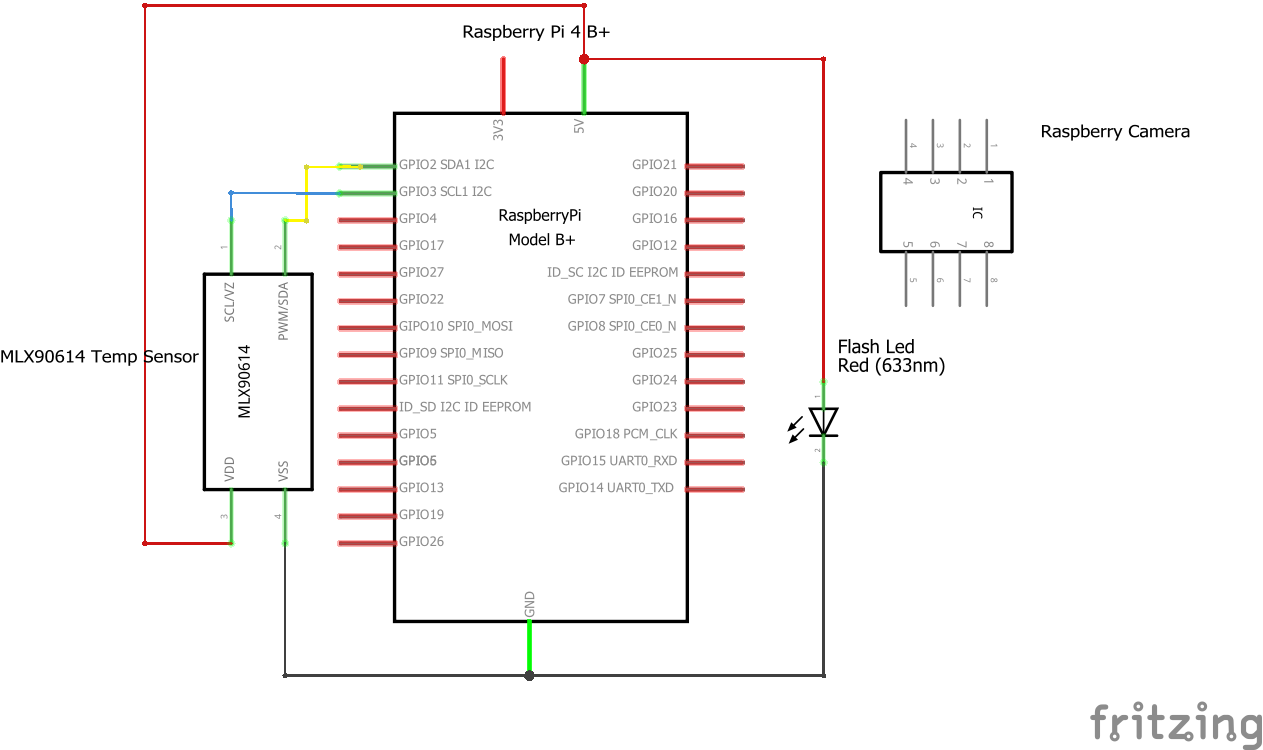 Raspberry Pi 4 B+
3V3
5V
GPIO2 SDA1 I2C
GPIO3 SCL1 I2C
GPIO4
GPIO17
GPIO27
GPIO22
GIPO10 SPI0_MOSI
GPIO9 SPI0_MISO
GPIO11 SPI0_SCLK
ID_SD I2C ID EEPROM
GPIO5
GPIO6
GPIO13
GPIO19
GPIO26
RaspberryPi
Model B+
GPIO21
GPIO20
GPIO16
GPIO12
ID_SC I2C ID EEPROM
GPIO7 SPI0_CE1_N
GPIO8 SPI0_CE0_N
GPIO25
GPIO24
GPIO23
GPIO18 PCM_CLK
GPIO15 UART0_RXD
GPIO14 UART0_TXD
GND
1
2
SCL/VZ
PWM/SDA
MLX90614 Temp Sensor
MLX90614
VDD
VSS
3
4
Raspberry Camera
4
3
2
1
4
3
2
1
IC
5
6
7
8
5
6
7
8
Flash Led
Red (633nm)
1
2
fritzing